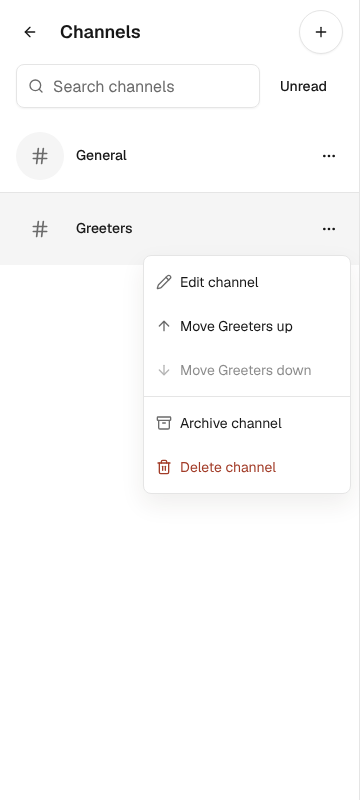 Channels
Search channels
Unread
General
Greeters
Edit channel
Move Greeters up
Move Greeters down
Archive channel
Delete channel